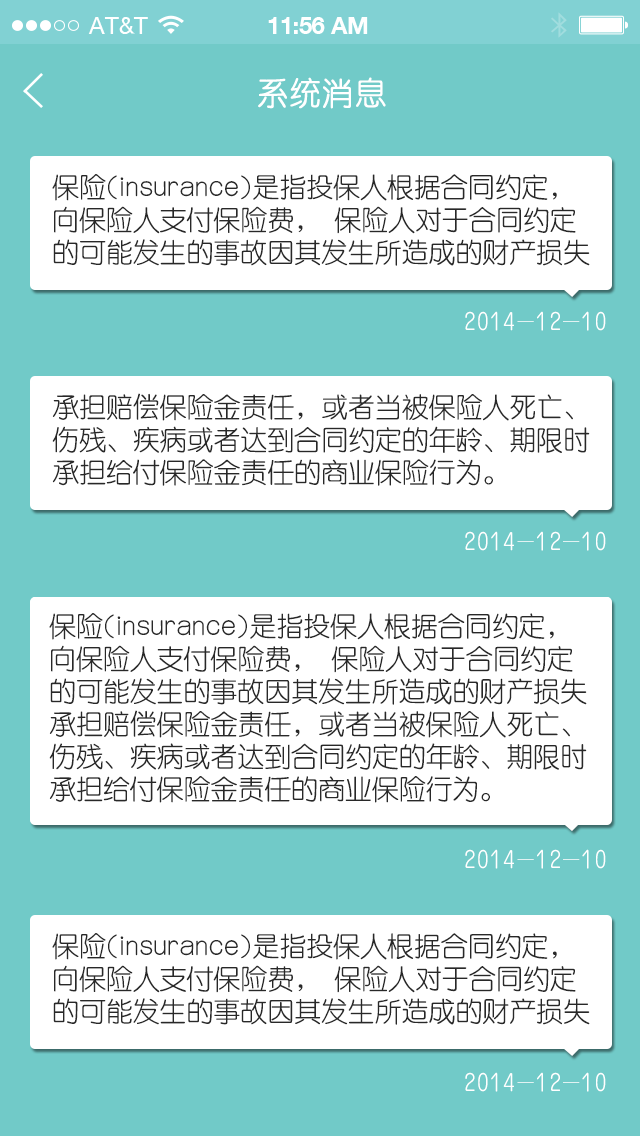 AT&T 11:56 AM
系统消息
保险(insurance)是指投保人根据合同约定，
向保险人支付保险费， 保险人对于合同约定
的可能发生的事故因其发生所造成的财产损失
2014-12-10
承担赔偿保险金责任，或者当被保险人死亡、
伤残、疾病或者达到合同约定的年龄、期限时
承担给付保险金责任的商业保险行为。
2014-12-10
保险(insurance)是指投保人根据合同约定，
向保险人支付保险费， 保险人对于合同约定
的可能发生的事故因其发生所造成的财产损失
承担赔偿保险金责任，或者当被保险人死亡、
伤残、疾病或者达到合同约定的年龄、期限时
承担给付保险金责任的商业保险行为。
2014-12-10
保险(insurance)是指投保人根据合同约定，
向保险人支付保险费， 保险人对于合同约定
的可能发生的事故因其发生所造成的财产损失
2014-12-10